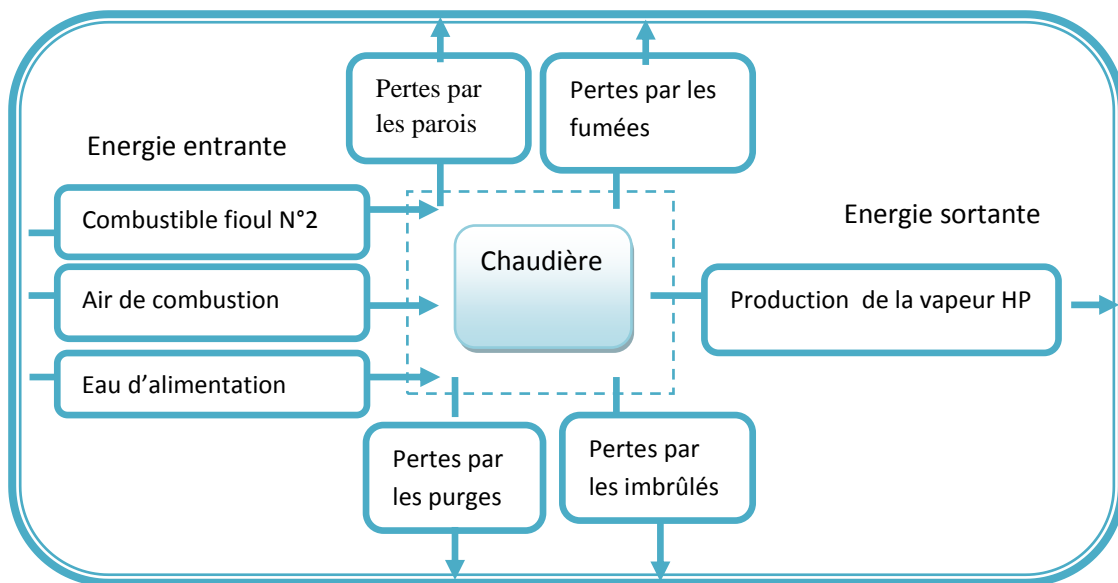 Pertes par
les parois
Pertes par les
fumées
Energie entrante
Combustible fioul N°2
Air de combustion
Eau d’alimentation
Chaudière
Energie sortante
Production de la vapeur HP
Pertes par
les purges
Pertes par
les imbrûlés